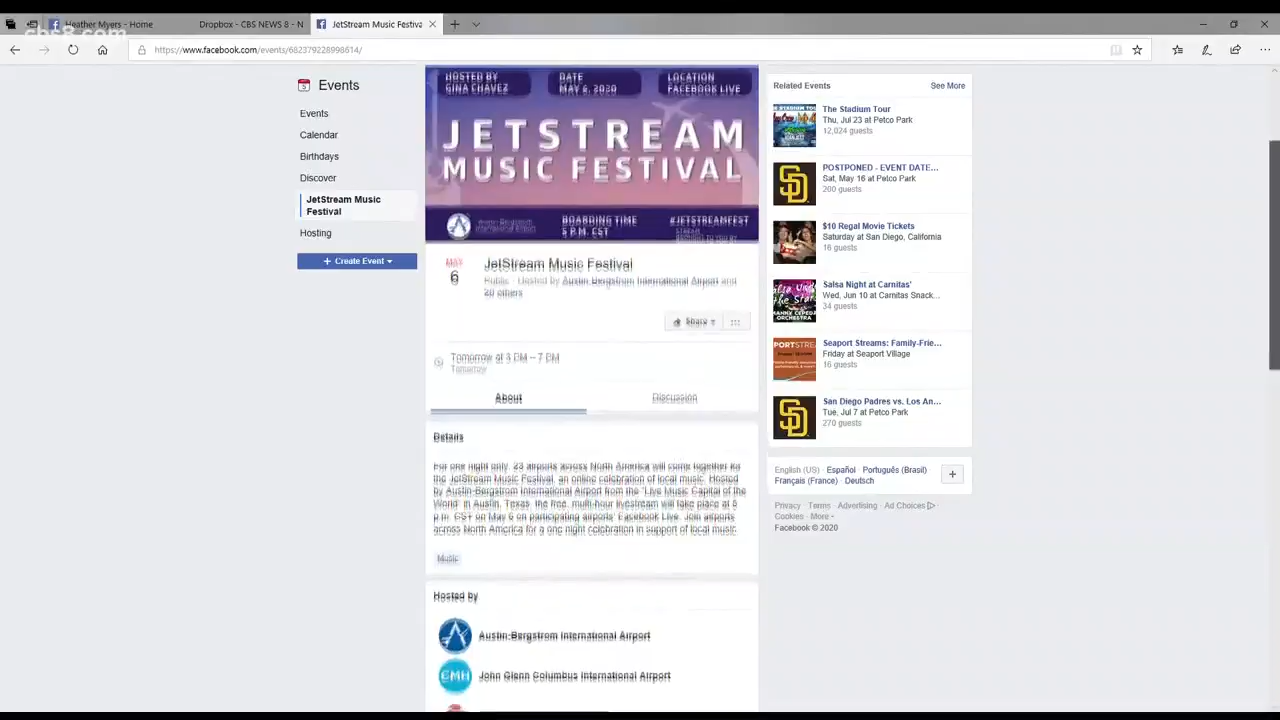 cbs8.com
Heather Myers - Home
Dropbox - CBS NEWS 8 - N
JetStream Music Festiva
https://www.facebook.com/events/682379228998614/
Events
Events
Calendar
Birthdays
Discover
JetStream Music
Festival
Hosting
+ Create Event
HOSTED BY
GINA CHAVEZ
DATE
MAY 6, 2020
LOCATION
FACEBOOK LIVE
JETSTREAM
MUSIC FESTIVAL
Austin-Bergstrom
International Airport
BOARDING TIME
5 P.M. CST
#JETSTREAMFEST
MAY
6
JetStream Music Festival
Public · Hosted by Austin-Bergstrom International Airport and
20 others
Share
Tomorrow at 3 PM – 7 PM
Tomorrow
About
Discussion
Details
For one night only, 23 airports across North America will come together for
the JetStream Music Festival, an online celebration of local music. Hosted
by Austin-Bergstrom International Airport from the "Live Music Capital of the
World" in Austin, Texas, the free, multi-hour livestream will take place at 5
p.m. CST on May 6 on participating airports' Facebook Live. Join airports
across North America for a one night celebration in support of local music.
Music
Hosted by
Austin-Bergstrom International Airport
CMH
John Glenn Columbus International Airport
Related Events
See More
The Stadium Tour
Thu, Jul 23 at Petco Park
12,024 guests
POSTPONED - EVENT DATE…
Sat, May 16 at Petco Park
200 guests
$10 Regal Movie Tickets
Saturday at San Diego, California
16 guests
Salsa Night at Carnitas'
Wed, Jun 10 at Carnitas Snack…
34 guests
Seaport Streams: Family-Frie…
Friday at Seaport Village
16 guests
San Diego Padres vs. Los An…
Tue, Jul 7 at Petco Park
270 guests
English (US) · Español · Português (Brasil) ·
Français (France) · Deutsch
Privacy · Terms · Advertising · Ad Choices ·
Cookies · More
Facebook © 2020